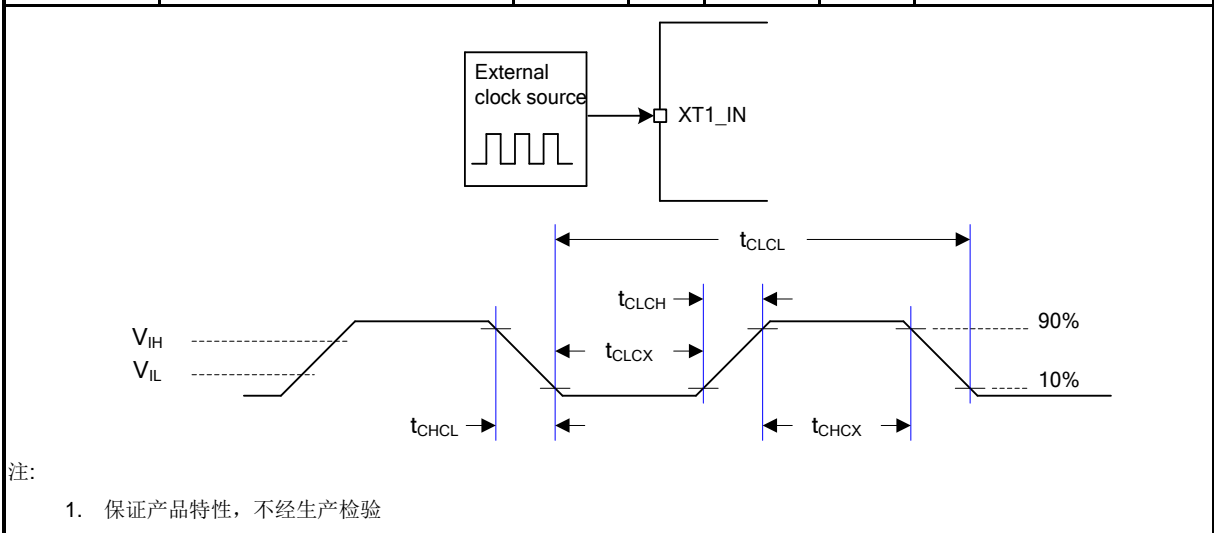 External
clock source
XT1_IN
tCLCL
tCLCH
90%
VIH
tCLCX
VIL
10%
tCHCL
tCHCX
注:
1. 保证产品特性，不经生产检验